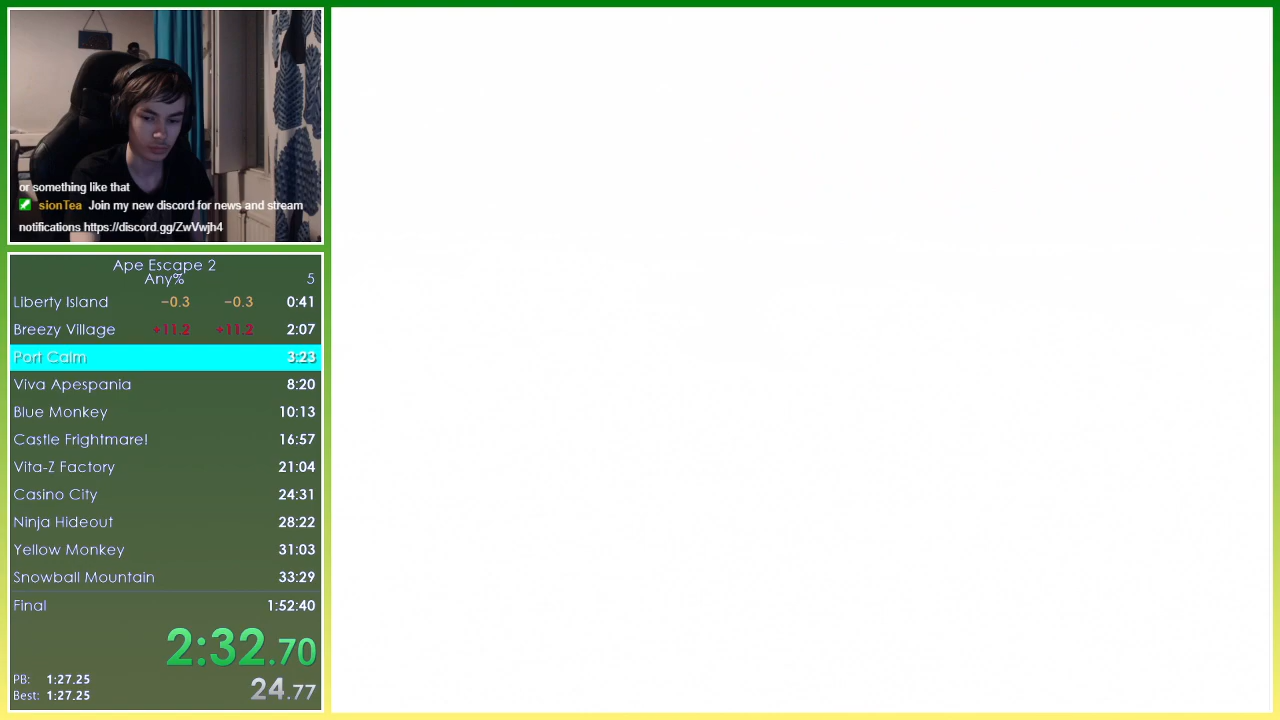 or something like that
sionTea Join my new discord for news and stream
notifications https://discord.gg/ZwVwjh4
Ape Escape 2
Any% 5
Liberty Island −0.3 −0.3 0:41
Breezy Village +11.2 +11.2 2:07
Port Calm 3:23
Viva Apespania 8:20
Blue Monkey 10:13
Castle Frightmare! 16:57
Vita-Z Factory 21:04
Casino City 24:31
Ninja Hideout 28:22
Yellow Monkey 31:03
Snowball Mountain 33:29
Final 1:52:40
2:32.70
PB: 1:27.25
Best: 1:27.25
24.77